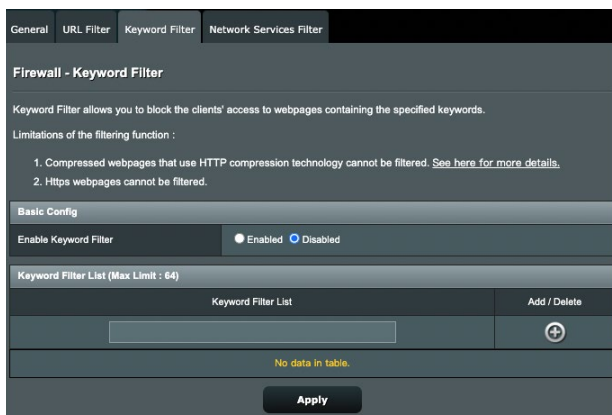 General URL Filter Keyword Filter Network Services Filter
Firewall - Keyword Filter
Keyword Filter allows you to block the clients' access to webpages containing the specified keywords.
Limitations of the filtering function :
1. Compressed webpages that use HTTP compression technology cannot be filtered. See here for more details.
2. Https webpages cannot be filtered.
Basic Config
Enable Keyword Filter Enabled Disabled
Keyword Filter List (Max Limit : 64)
Keyword Filter List Add / Delete
No data in table.
Apply